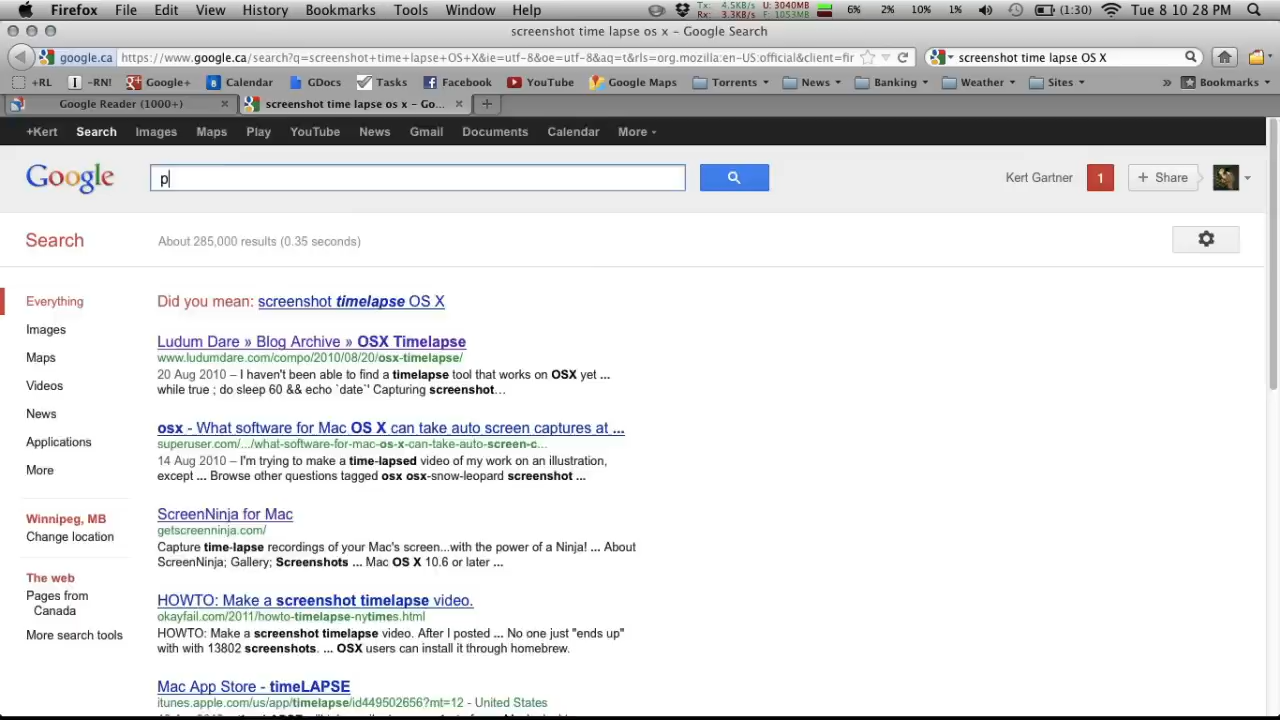 Firefox File Edit View History Bookmarks Tools Window Help Tx: 4.5KB/s Rx: 3.3KB/s U: 3040MB F: 1053MB 6% 2% 10% 1% (1:30) Tue 8 10 28 PM
screenshot time lapse os x – Google Search
google.ca https://www.google.ca/search?q=screenshot+time+lapse+OS+X&ie=utf-8&oe=utf-8&aq=t&rls=org.mozilla:en-US:official&client=fir screenshot time lapse OS X
+RL -RN! Google+ Calendar GDocs Tasks Facebook YouTube Google Maps Torrents News Banking Weather Sites » Bookmarks
Google Reader (1000+) screenshot time lapse os x - Go...
+Kert Search Images Maps Play YouTube News Gmail Documents Calendar More
Google p Kert Gartner 1 + Share
Search About 285,000 results (0.35 seconds)
Everything
Images
Maps
Videos
News
Applications
More
Winnipeg, MB
Change location
The web
Pages from
Canada
More search tools
Did you mean: screenshot timelapse OS X
Ludum Dare » Blog Archive » OSX Timelapse
www.ludumdare.com/compo/2010/08/20/osx-timelapse/
20 Aug 2010 – I haven't been able to find a timelapse tool that works on OSX yet ...
while true ; do sleep 60 && echo `date`' Capturing screenshot...
osx - What software for Mac OS X can take auto screen captures at ...
superuser.com/.../what-software-for-mac-os-x-can-take-auto-screen-c...
14 Aug 2010 – I'm trying to make a time-lapsed video of my work on an illustration,
except ... Browse other questions tagged osx osx-snow-leopard screenshot ...
ScreenNinja for Mac
getscreenninja.com/
Capture time-lapse recordings of your Mac's screen...with the power of a Ninja! ... About
ScreenNinja; Gallery; Screenshots ... Mac OS X 10.6 or later ...
HOWTO: Make a screenshot timelapse video.
okayfail.com/2011/howto-timelapse-nytimes.html
HOWTO: Make a screenshot timelapse video. After I posted ... No one just "ends up"
with with 13802 screenshots. ... OSX users can install it through homebrew.
Mac App Store - timeLAPSE
itunes.apple.com/us/app/timelapse/id449502656?mt=12 - United States